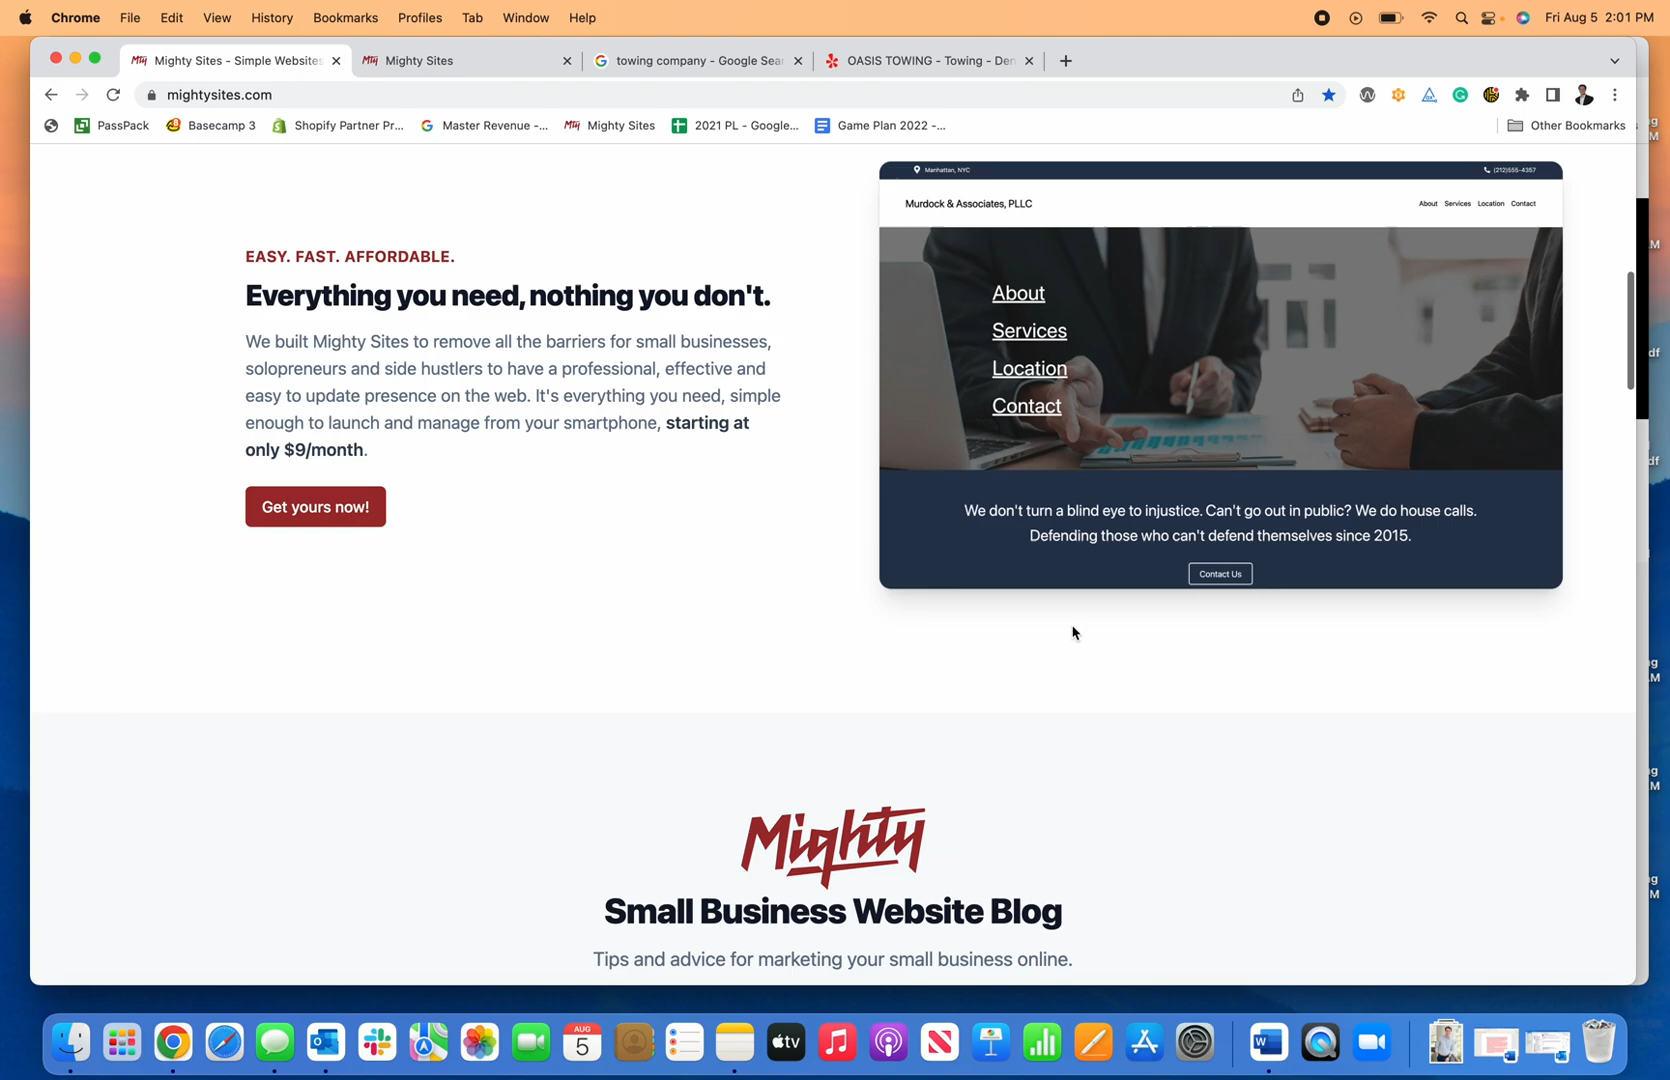 Chrome File Edit View History Bookmarks Profiles Tab Window Help
Fri Aug 5 2:01 PM
Mighty Sites - Simple Websites
Mighty Sites
towing company - Google Sea
OASIS TOWING - Towing - Den
mightysites.com
PassPack
Basecamp 3
Shopify Partner Pr...
Master Revenue -...
Mighty Sites
2021 PL - Google...
Game Plan 2022 -...
Other Bookmarks
EASY. FAST. AFFORDABLE.
Everything you need, nothing you don't.
We built Mighty Sites to remove all the barriers for small businesses,
solopreneurs and side hustlers to have a professional, effective and
easy to update presence on the web. It's everything you need, simple
enough to launch and manage from your smartphone, starting at
only $9/month.
Get yours now!
Manhattan, NYC
(212)555-4357
Murdock & Associates, PLLC
About Services Location Contact
About
Services
Location
Contact
We don't turn a blind eye to injustice. Can't go out in public? We do house calls.
Defending those who can't defend themselves since 2015.
Contact Us
Mighty
Small Business Website Blog
Tips and advice for marketing your small business online.
AUG
5
tv